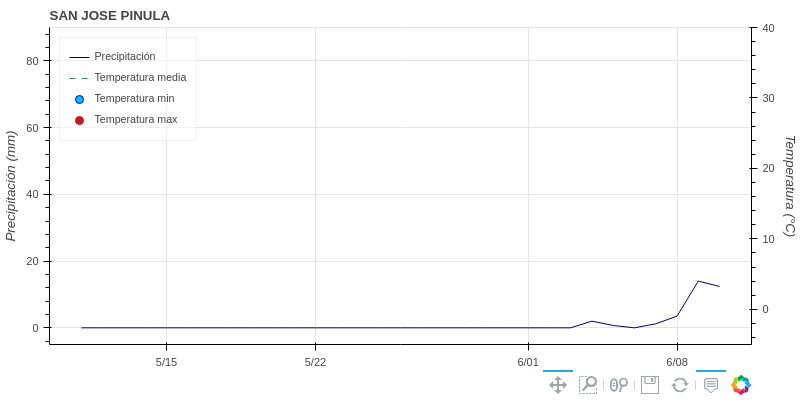 SAN JOSE PINULA
Precipitación
Temperatura media
Temperatura min
Temperatura max
Precipitación (mm)
80
60
40
20
0
Temperatura (°C)
40
30
20
10
0
5/15
5/22
6/01
6/08